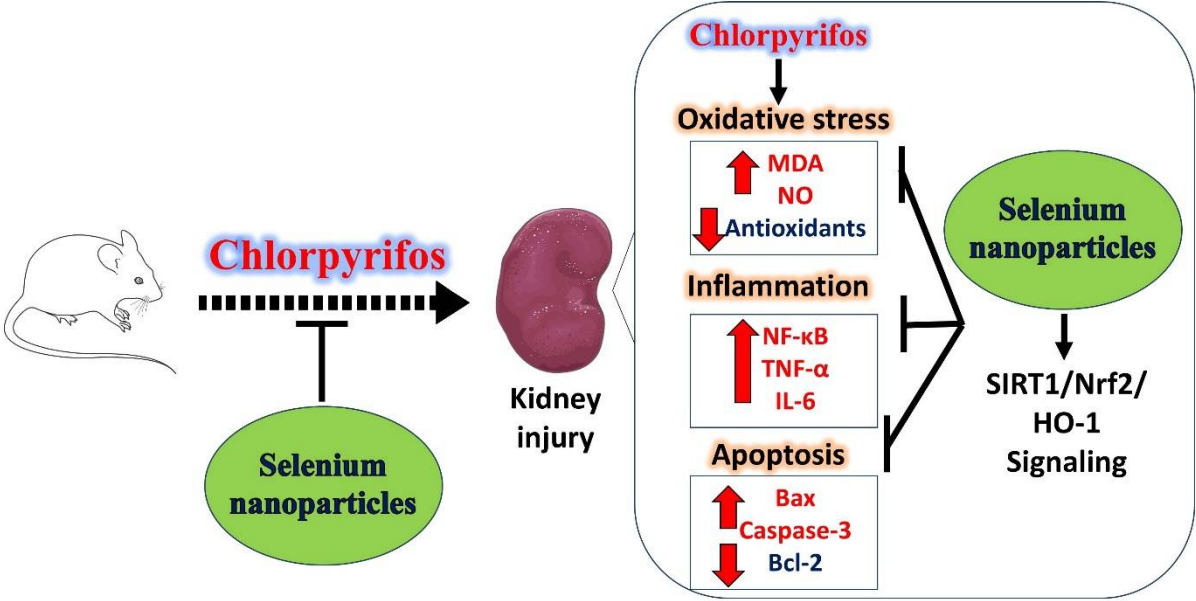 Chlorpyrifos
Selenium
nanoparticles
Kidney
injury
Chlorpyrifos
Oxidative stress
MDA
NO
Antioxidants
Inflammation
NF-κB
TNF-α
IL-6
Apoptosis
Bax
Caspase-3
Bcl-2
Selenium
nanoparticles
SIRT1/Nrf2/
HO-1
Signaling